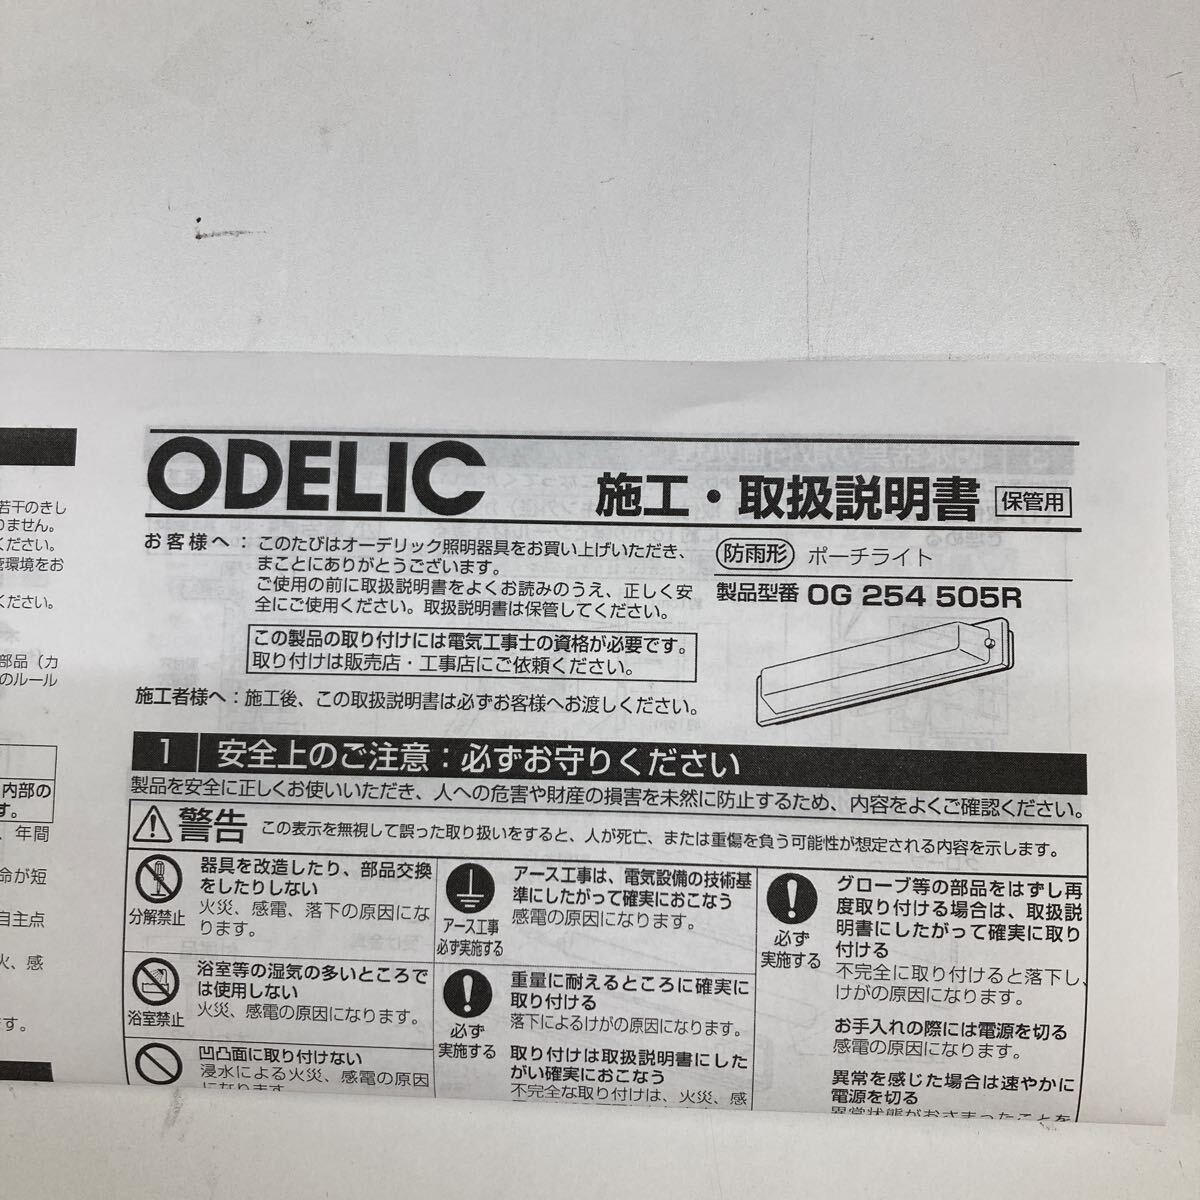 ODELIC
施工・取扱説明書 保管用
お客様へ：このたびはオーデリック照明器具をお買い上げいただき、
まことにありがとうございます。
ご使用の前に取扱説明書をよくお読みのうえ、正しく安
全にご使用ください。取扱説明書は保管してください。
この製品の取り付けには電気工事士の資格が必要です。
取り付けは販売店・工事店にご依頼ください。
施工者様へ：施工後、この取扱説明書は必ずお客様へお渡しください。
防雨形 ポーチライト
製品型番 OG 254 505R
1 安全上のご注意：必ずお守りください
製品を安全に正しくお使いいただき、人への危害や財産の損害を未然に防止するため、内容をよくご確認ください。
警告 この表示を無視して誤った取り扱いをすると、人が死亡、または重傷を負う可能性が想定される内容を示します。
分解禁止
器具を改造したり、部品交換
をしたりしない
火災、感電、落下の原因にな
ります。
浴室禁止
浴室等の湿気の多いところで
は使用しない
火災、感電の原因になります。
凹凸面に取り付けない
浸水による火災、感電の原因
になります。
アース工事
必ず実施する
アース工事は、電気設備の技術基
準にしたがって確実におこなう
感電の原因になります。
必ず
実施する
重量に耐えるところに確実に
取り付ける
落下によるけがの原因になります。
取り付けは取扱説明書にした
がい確実におこなう
不完全な取り付けは、火災、感
必ず
実施する
グローブ等の部品をはずし再
度取り付ける場合は、取扱説
明書にしたがって確実に取り
付ける
不完全に取り付けると落下し、
けがの原因になります。
お手入れの際には電源を切る
感電の原因になります。
異常を感じた場合は速やかに
電源を切る
異常状態がおさまったことを
若干のきし
りません。
ください。
管環境をお
ください。
部品（カ
のルール
内部の
す。
、年間
命が短
自主点
火、感
ます。